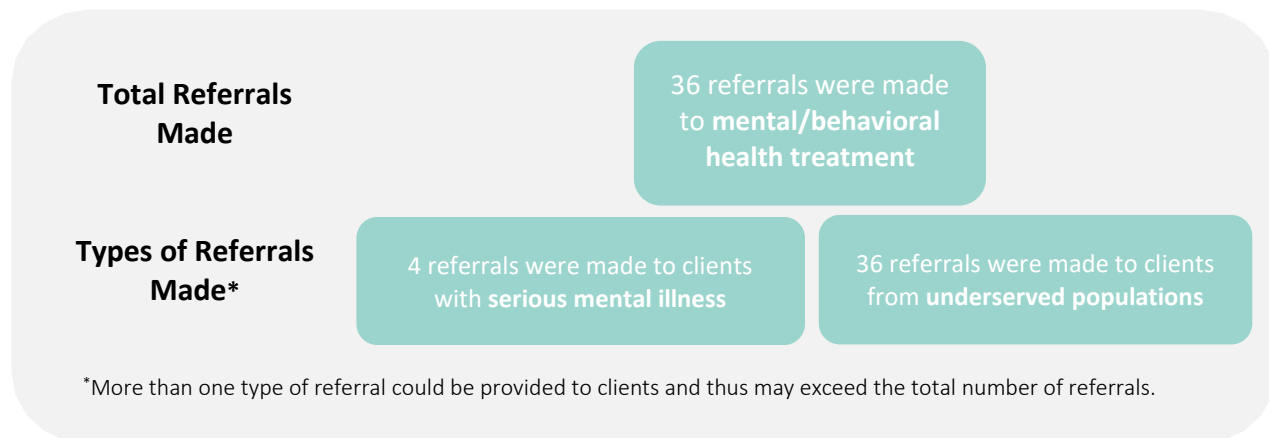 Total Referrals
Made
36 referrals were made
to mental/behavioral
health treatment
Types of Referrals
Made*
4 referrals were made to clients
with serious mental illness
36 referrals were made to clients
from underserved populations
*More than one type of referral could be provided to clients and thus may exceed the total number of referrals.